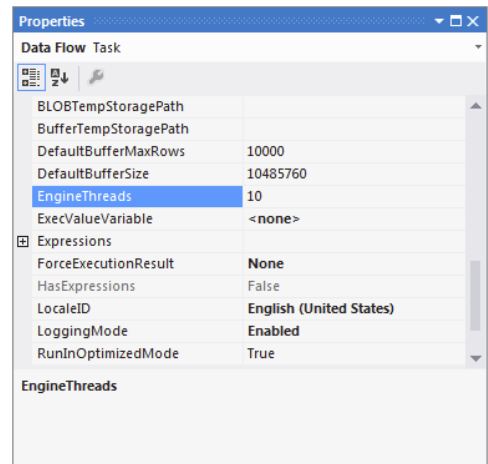 Properties
Data Flow Task
BLOBTempStoragePath
BufferTempStoragePath
DefaultBufferMaxRows 10000
DefaultBufferSize 10485760
EngineThreads 10
ExecValueVariable <none>
Expressions
ForceExecutionResult None
HasExpressions False
LocaleID English (United States)
LoggingMode Enabled
RunInOptimizedMode True
EngineThreads